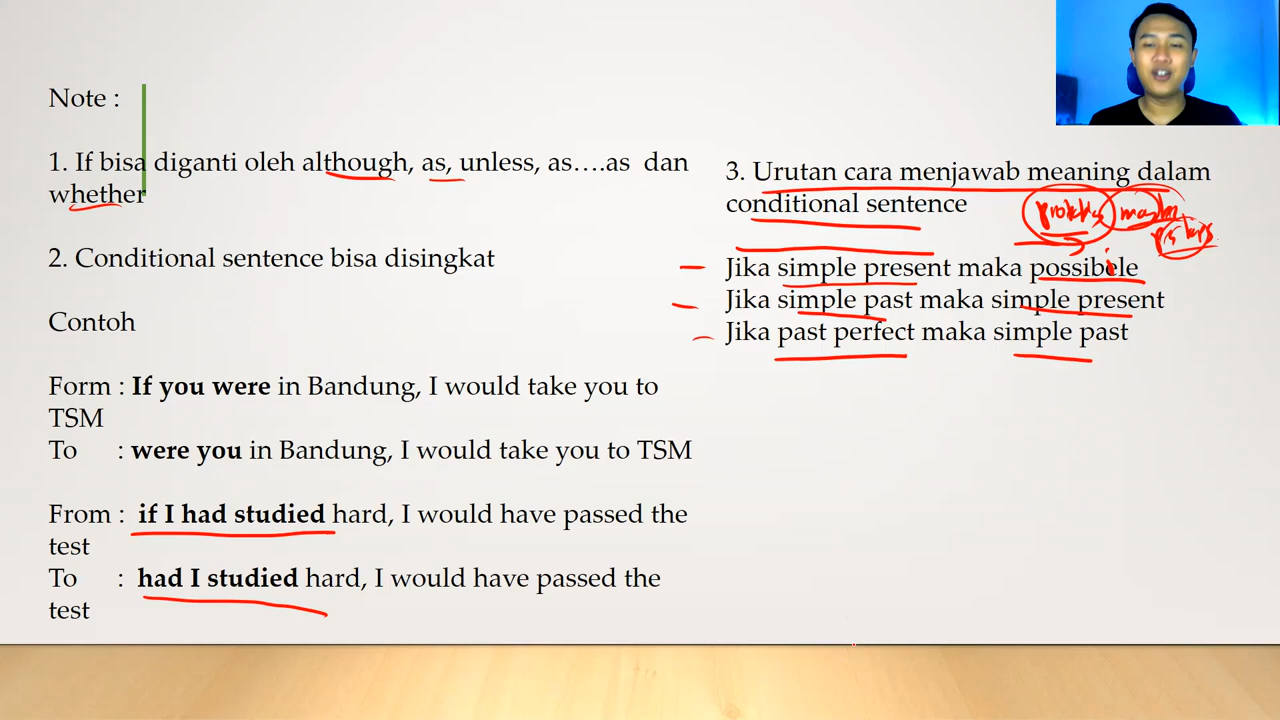 Note :
1. If bisa diganti oleh although, as, unless, as….as dan
whether
2. Conditional sentence bisa disingkat
Contoh
Form : If you were in Bandung, I would take you to
TSM
To : were you in Bandung, I would take you to TSM
From : if I had studied hard, I would have passed the
test
To : had I studied hard, I would have passed the
test
3. Urutan cara menjawab meaning dalam
conditional sentence
Jika simple present maka possibele
Jika simple past maka simple present
Jika past perfect maka simple past